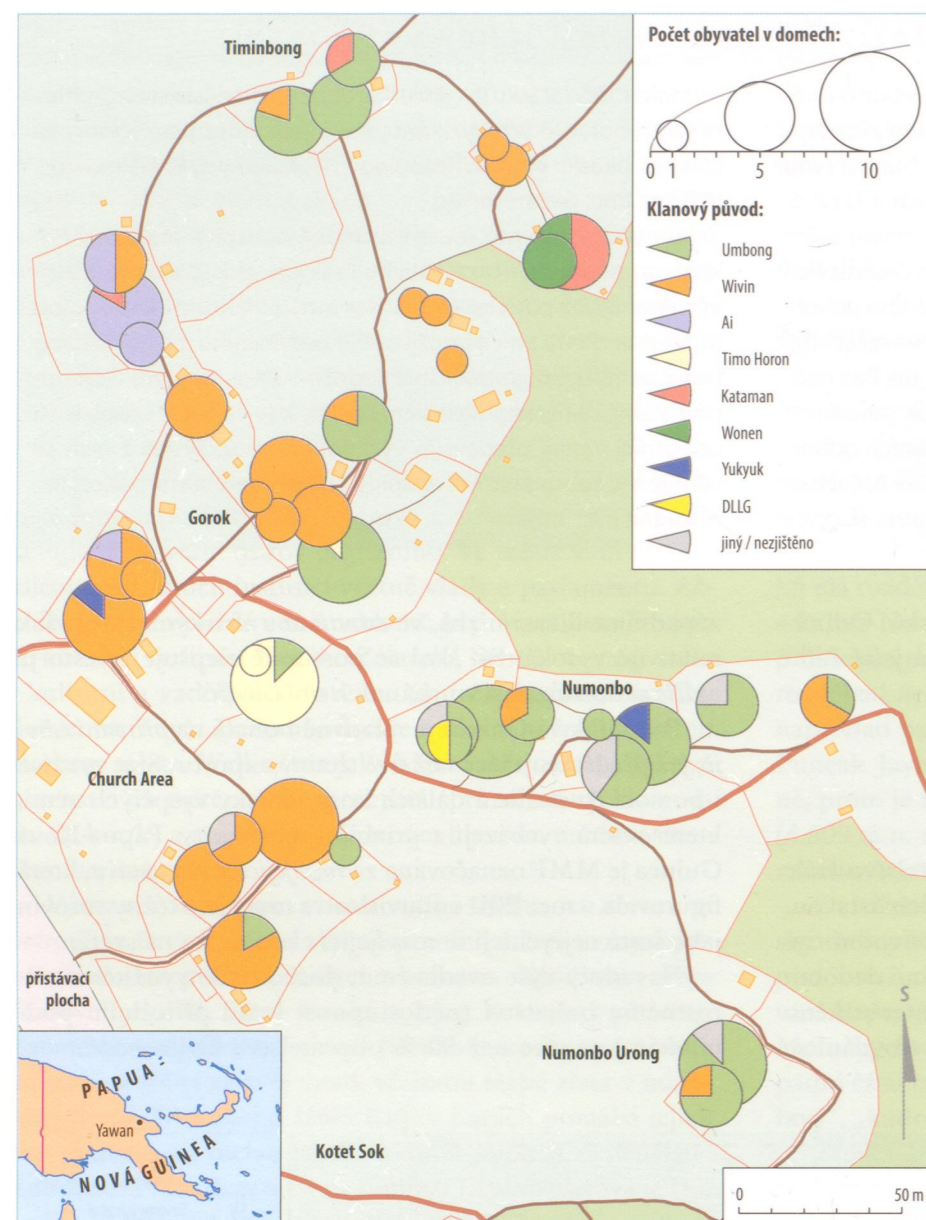 Timinbong
Počet obyvatel v domech:
0
1
5
10
Klanový původ:
Umbong
Wivin
Ai
Timo Horon
Kataman
Wonen
Yukyuk
DLLG
jiný / nezjištěno
Gorok
Numonbo
Church Area
přistávací
plocha
Numonbo Urong
S
PAPUA-
Yawan
NOVÁ GUINEA
Kotet Sok
0
50 m